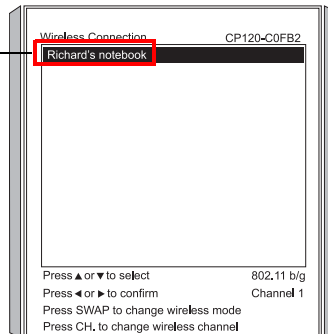 Wireless Connection CP120-C0FB2
Richard's notebook
Press ▲ or ▼ to select 802.11 b/g
Press ◄ or ► to confirm Channel 1
Press SWAP to change wireless mode
Press CH. to change wireless channel